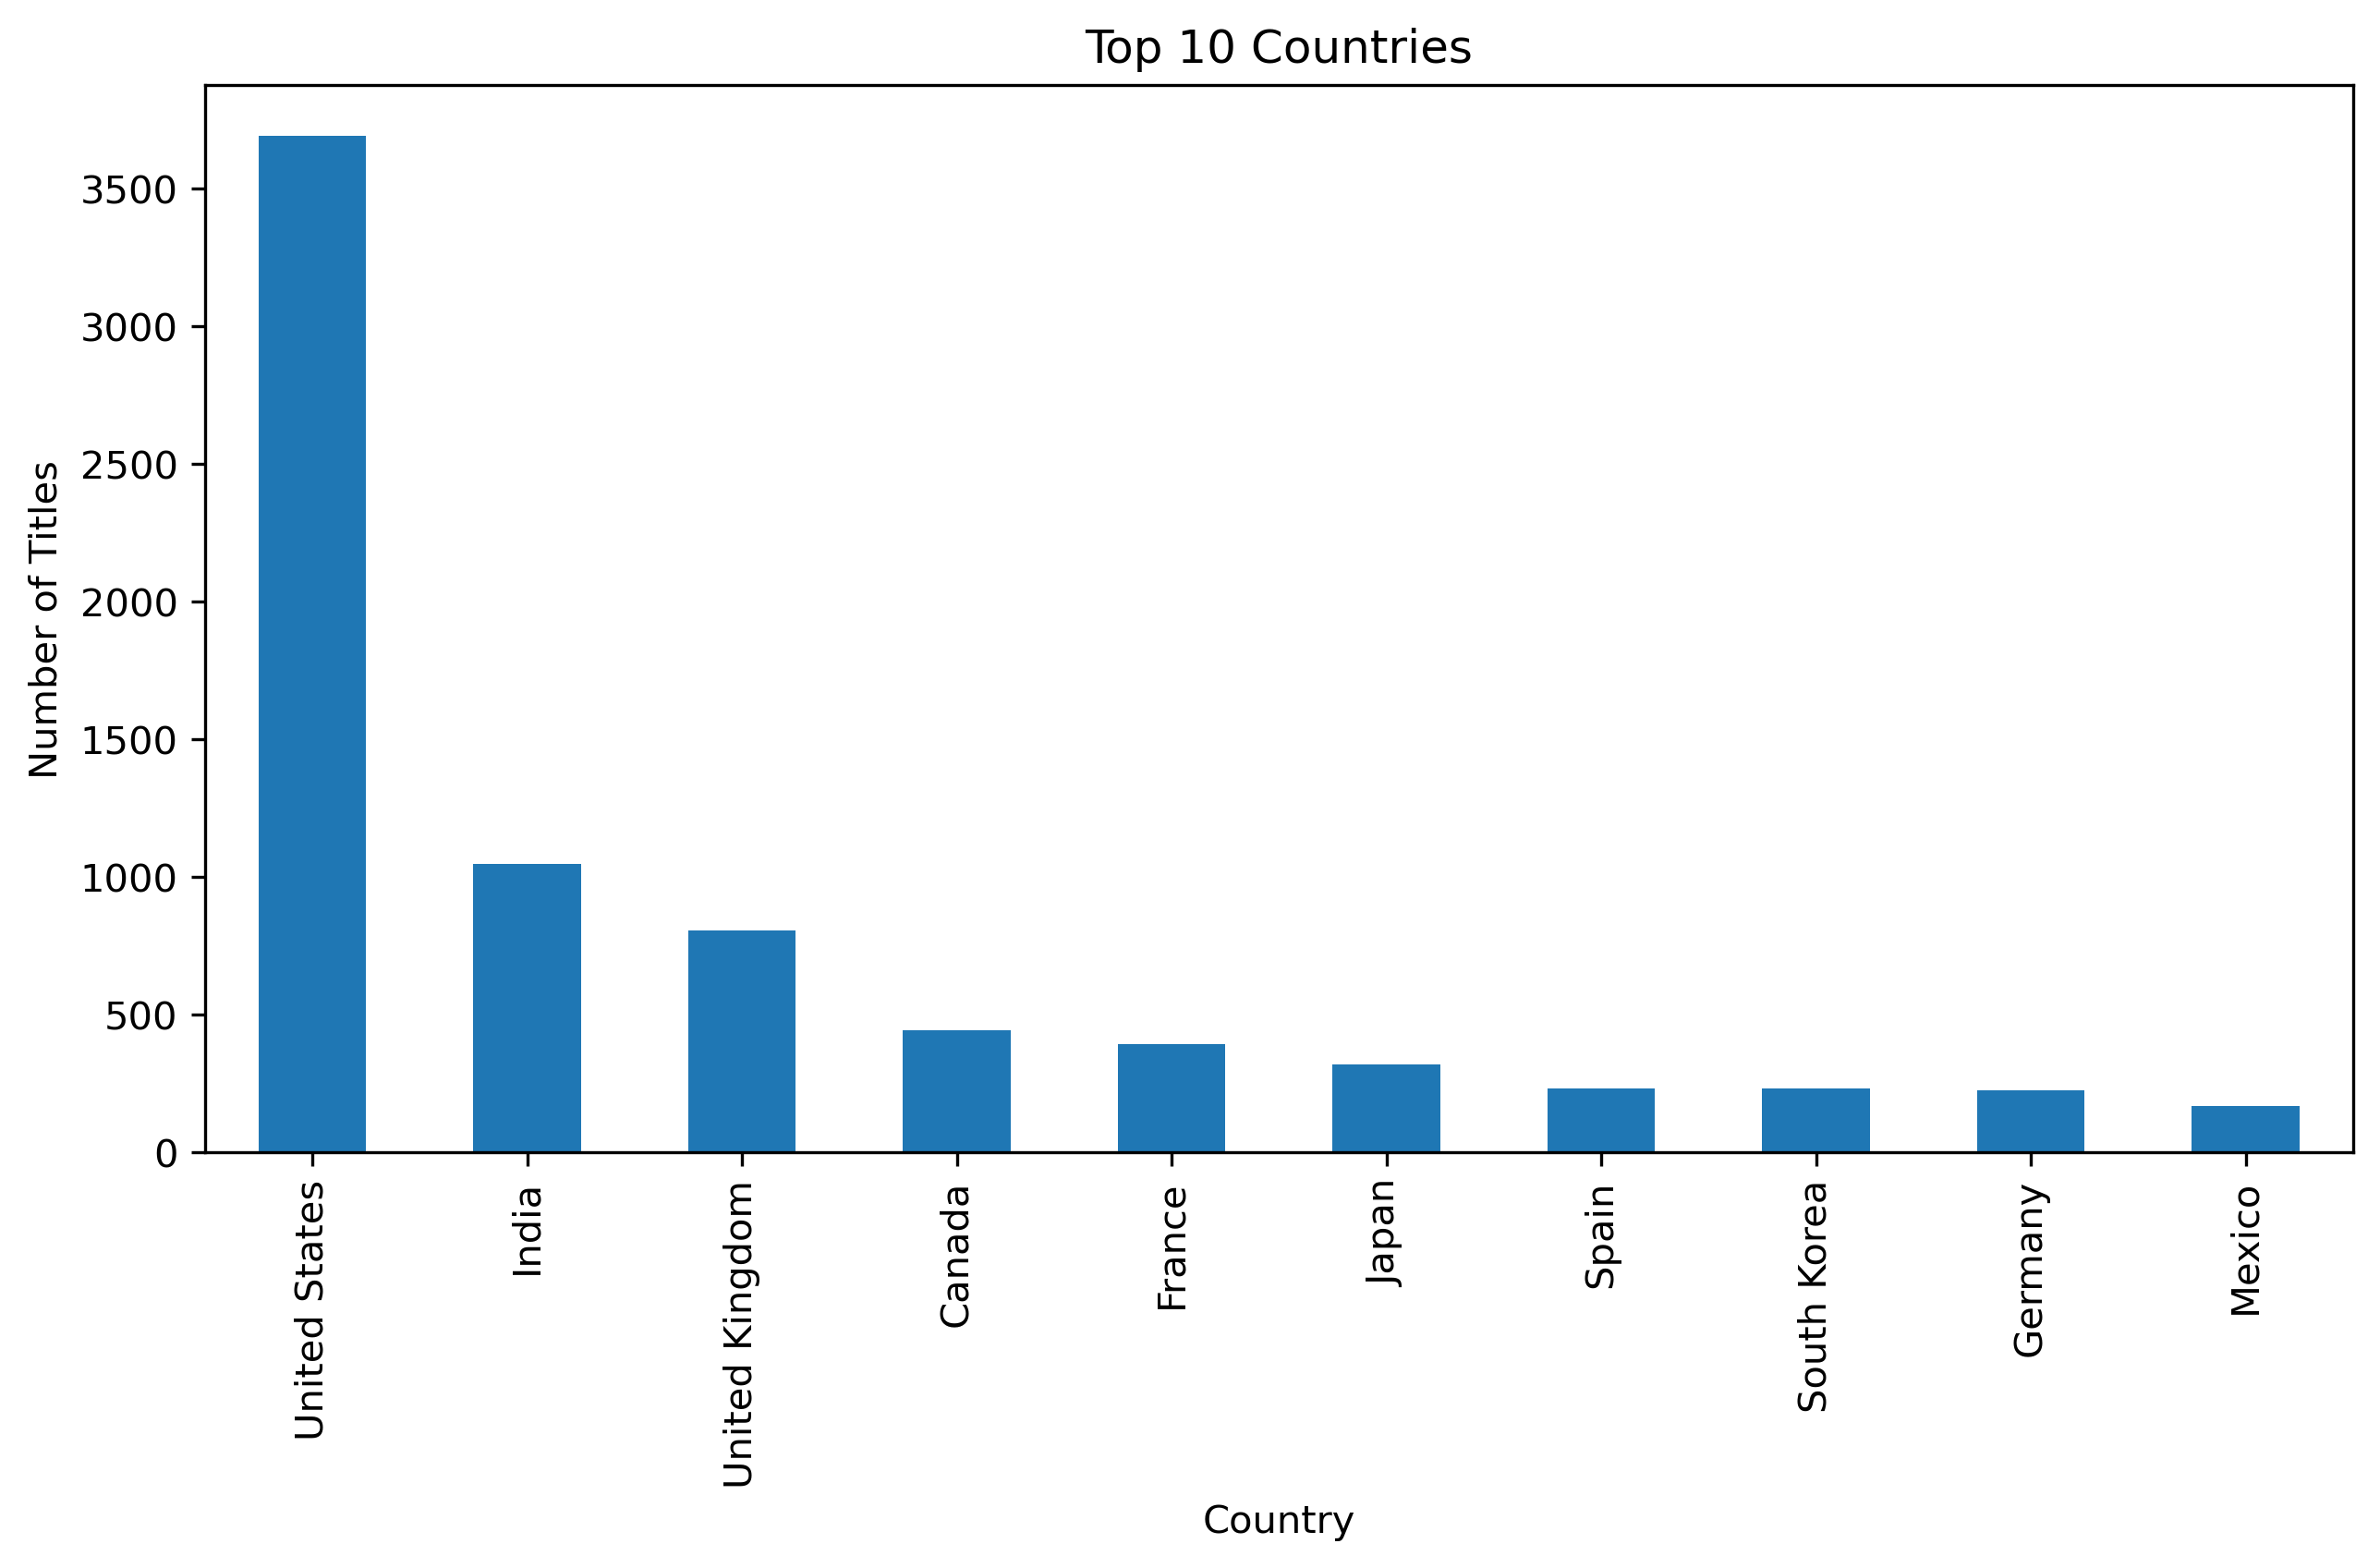 Top 10 Countries
Number of Titles
3500
3000
2500
2000
1500
1000
500
0
United States
India
United Kingdom
Canada
France
Japan
Spain
South Korea
Germany
Mexico
Country